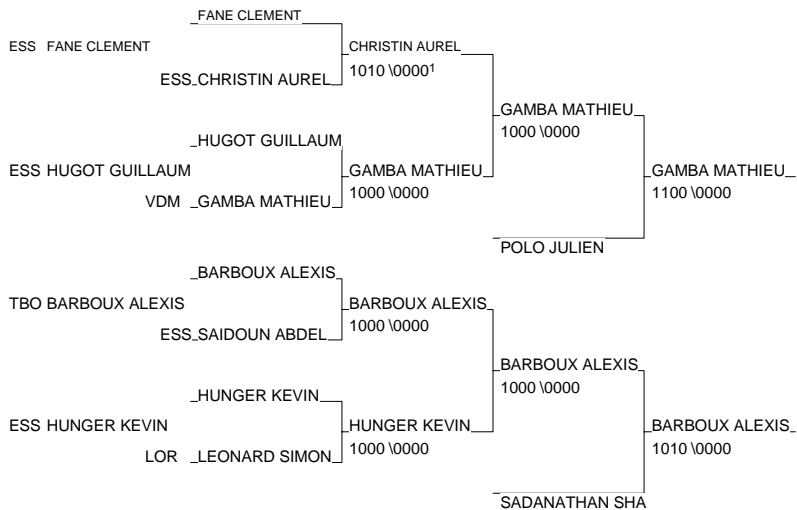 FANE CLEMENT
ESS FANE CLEMENT
CHRISTIN AUREL
ESS CHRISTIN AUREL
1010 \0000¹
GAMBA MATHIEU
1000 \0000
HUGOT GUILLAUM
ESS HUGOT GUILLAUM
GAMBA MATHIEU
GAMBA MATHIEU
1000 \0000
1100 \0000
VDM GAMBA MATHIEU
POLO JULIEN
BARBOUX ALEXIS
TBO BARBOUX ALEXIS
BARBOUX ALEXIS
ESS SAIDOUN ABDEL
1000 \0000
BARBOUX ALEXIS
1000 \0000
HUNGER KEVIN
ESS HUNGER KEVIN
HUNGER KEVIN
BARBOUX ALEXIS
1000 \0000
1010 \0000
LOR LEONARD SIMON
SADANATHAN SHA